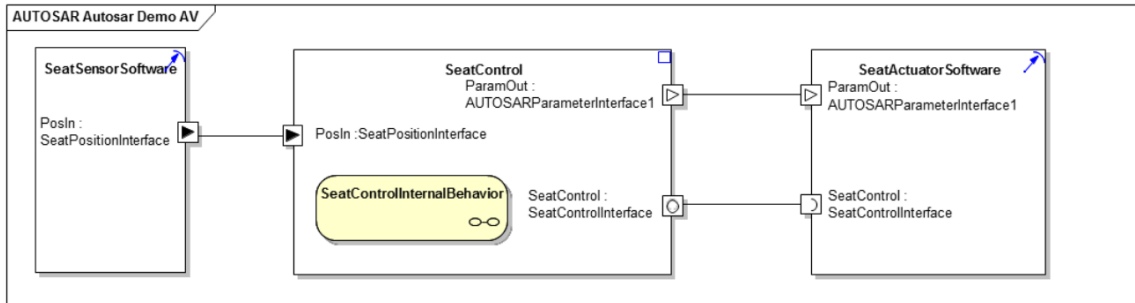 AUTOSAR Autosar Demo AV
SeatSensorSoftware
PosIn :
SeatPositionInterface
SeatControl
ParamOut :
AUTOSARParameterInterface1
PosIn :SeatPositionInterface
SeatControlInternalBehavior
SeatControl :
SeatControlInterface
SeatActuatorSoftware
ParamOut :
AUTOSARParameterInterface1
SeatControl :
SeatControlInterface